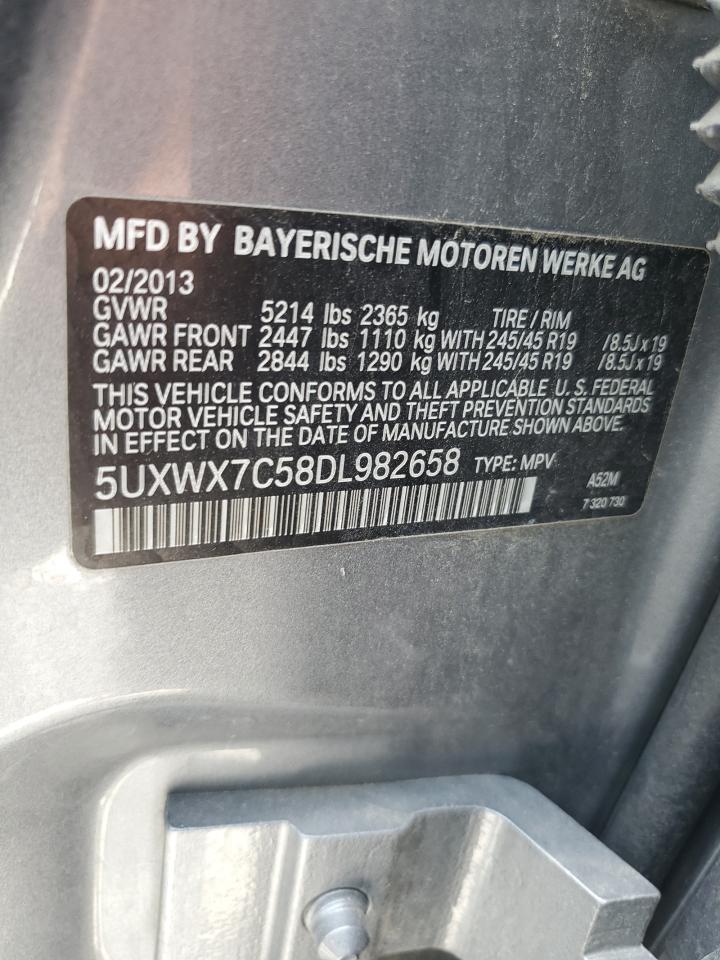 MFD BY BAYERISCHE MOTOREN WERKE AG
02/2013
GVWR 5214 lbs 2365 kg TIRE / RIM
GAWR FRONT 2447 lbs 1110 kg WITH 245/45 R19 /8.5J x 19
GAWR REAR 2844 lbs 1290 kg WITH 245/45 R19 /8.5J x 19
THIS VEHICLE CONFORMS TO ALL APPLICABLE U. S. FEDERAL
MOTOR VEHICLE SAFETY AND THEFT PREVENTION STANDARDS
IN EFFECT ON THE DATE OF MANUFACTURE SHOWN ABOVE.
5UXWX7C58DL982658 TYPE: MPV
A52M
7 320 730